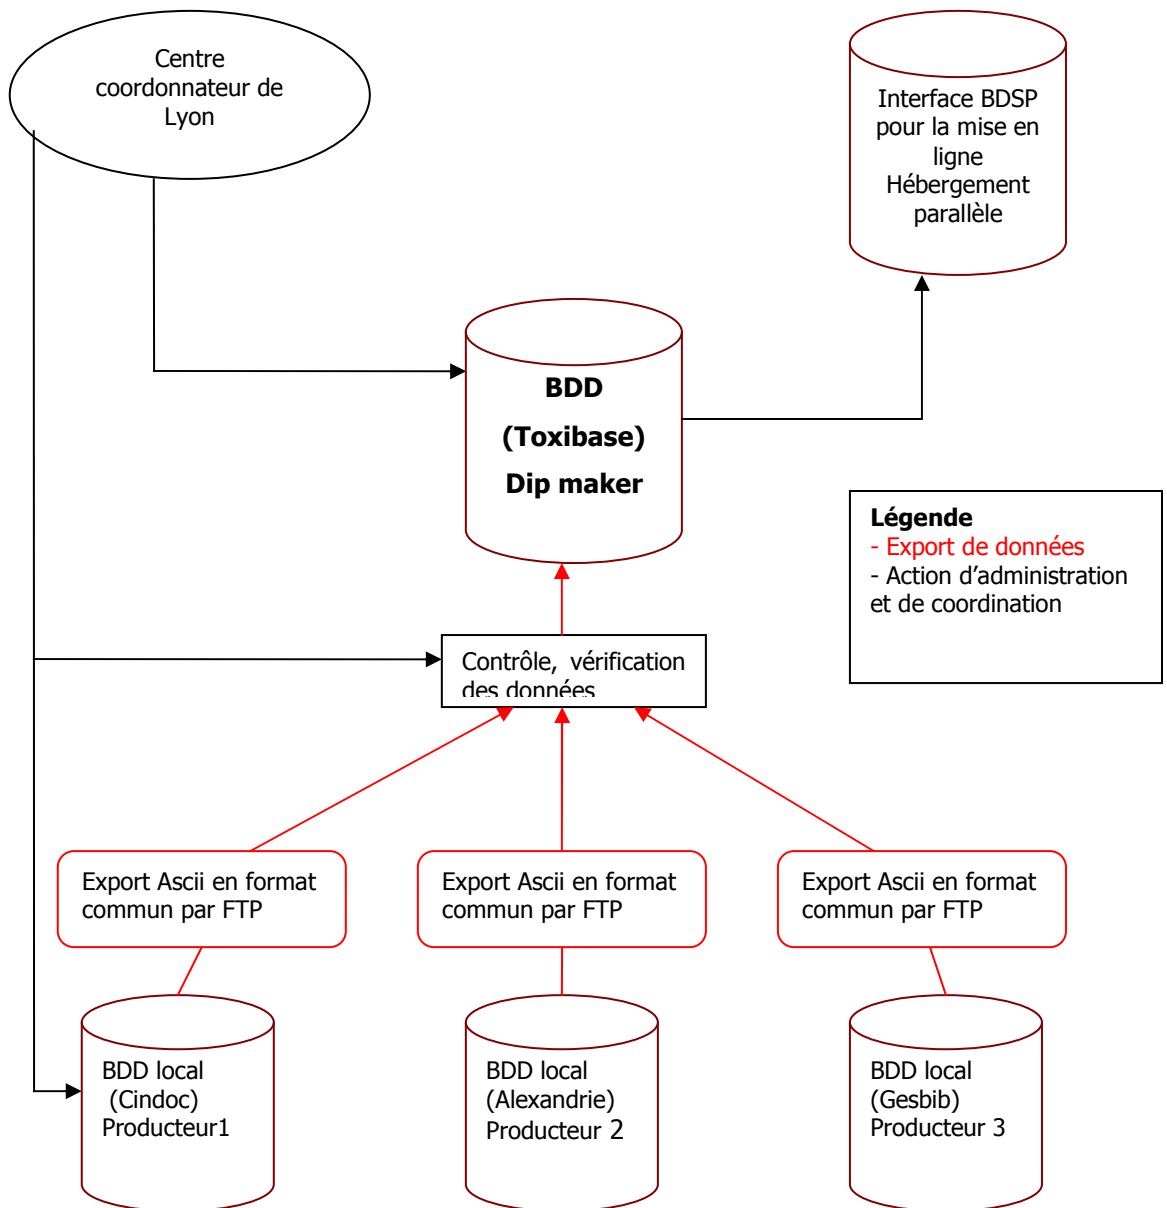 Centre
coordonnateur de
Lyon
Interface BDSP
pour la mise en
ligne
Hébergement
parallèle
BDD
(Toxibase)
Dip maker
Légende
- Export de données
- Action d’administration
et de coordination
Contrôle, vérification
des données
Export Ascii en format
commun par FTP
Export Ascii en format
commun par FTP
Export Ascii en format
commun par FTP
BDD local
(Cindoc)
Producteur1
BDD local
(Alexandrie)
Producteur 2
BDD local
(Gesbib)
Producteur 3